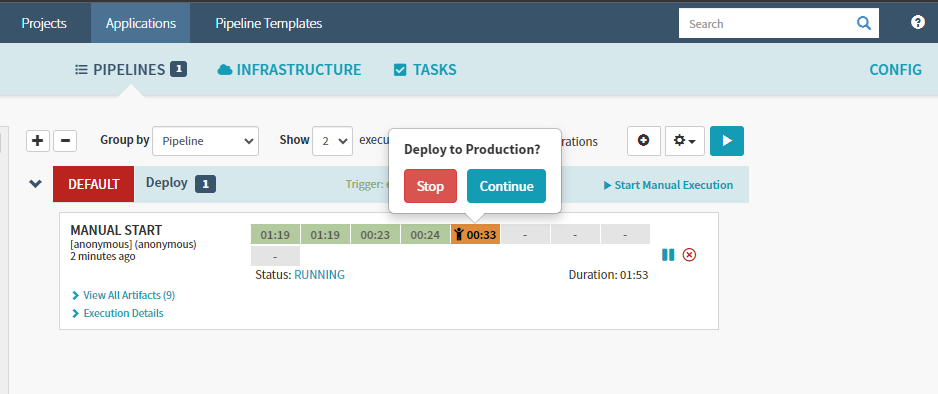 Projects Applications Pipeline Templates Search
PIPELINES 1 INFRASTRUCTURE TASKS CONFIG
Group by Pipeline Show 2 execu rations
Deploy to Production?
Stop Continue
DEFAULT Deploy 1 Trigger: Start Manual Execution
MANUAL START
[anonymous] (anonymous)
2 minutes ago
01:19 01:19 00:23 00:24 00:33 - - -
-
Status: RUNNING Duration: 01:53
View All Artifacts (9)
Execution Details